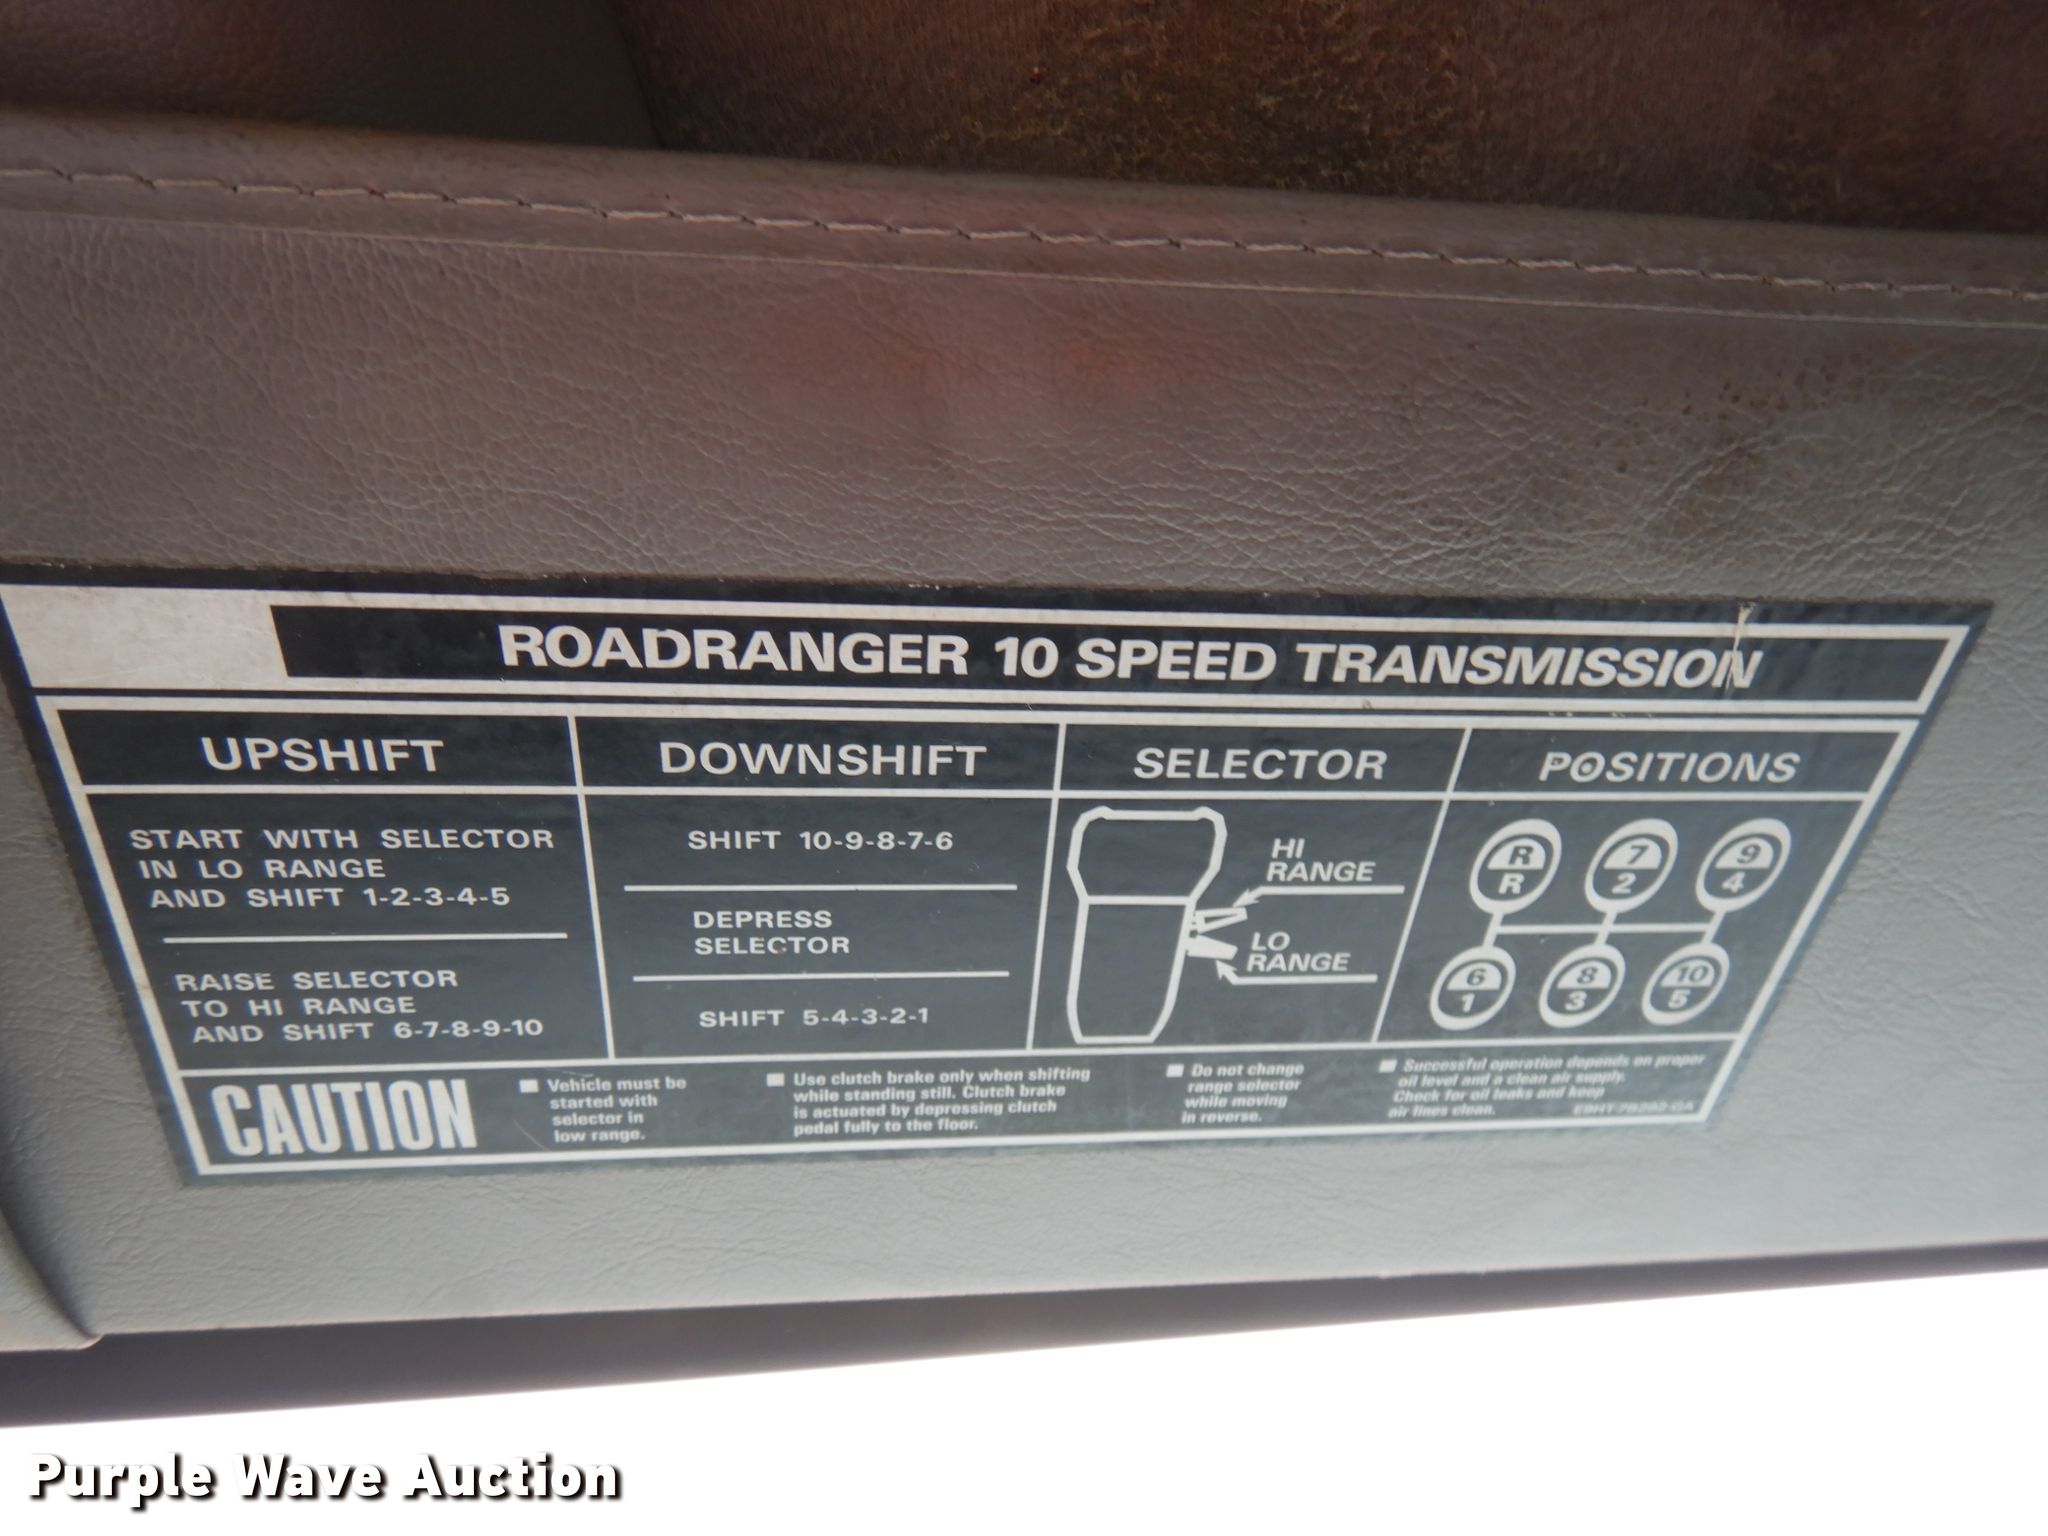 ROADRANGER 10 SPEED TRANSMISSION
UPSHIFT
START WITH SELECTOR
IN LO RANGE
AND SHIFT 1-2-3-4-5
RAISE SELECTOR
TO HI RANGE
AND SHIFT 6-7-8-9-10
DOWNSHIFT
SHIFT 10-9-8-7-6
DEPRESS
SELECTOR
SHIFT 5-4-3-2-1
SELECTOR
HI
RANGE
LO
RANGE
POSITIONS
R 7 9
R 2 4
6 8 10
1 3 5
CAUTION
Vehicle must be
started with
selector in
low range.
Use clutch brake only when shifting
while standing still. Clutch brake
is actuated by depressing clutch
pedal fully to the floor.
Do not change
range selector
while moving
in reverse.
Successful operation depends on proper
oil level and a clean air supply.
Check for oil leaks and keep
air lines clean.
Purple Wave Auction